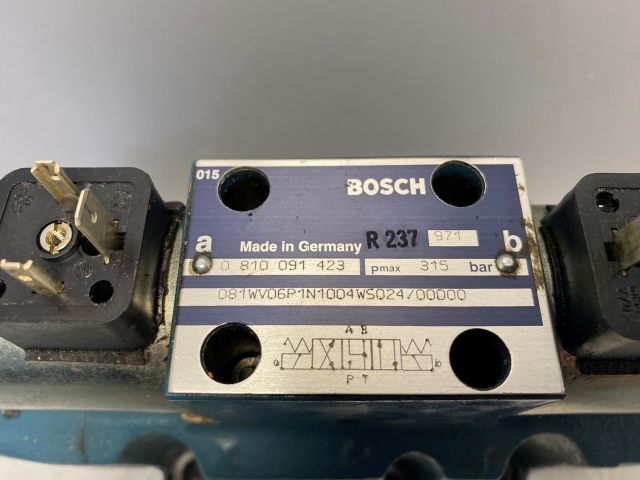 015
BOSCH
a Made in Germany R 237 971 b
0 810 091 423 pmax 315 bar
081WV06P1N1004WS024/00000
A B
a b
P T